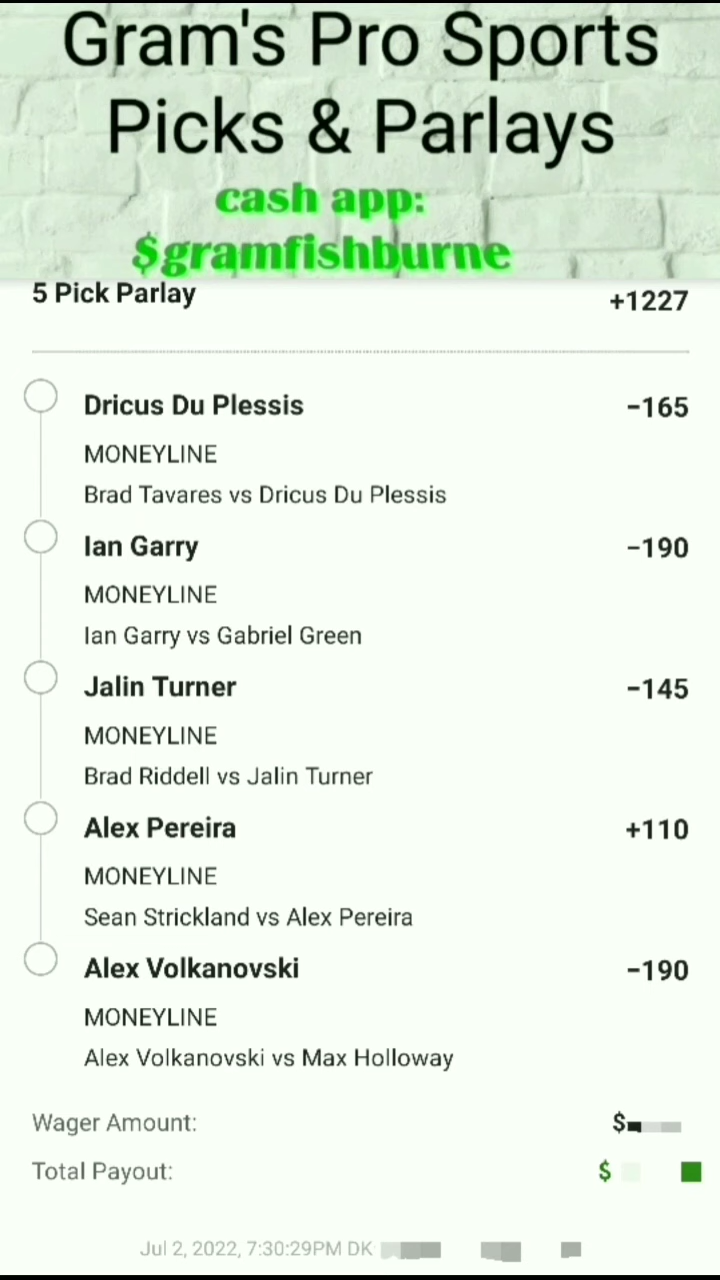 Gram's Pro Sports
Picks & Parlays
cash app:
$gramfishburne
5 Pick Parlay +1227
Dricus Du Plessis −165
MONEYLINE
Brad Tavares vs Dricus Du Plessis
Ian Garry −190
MONEYLINE
Ian Garry vs Gabriel Green
Jalin Turner −145
MONEYLINE
Brad Riddell vs Jalin Turner
Alex Pereira +110
MONEYLINE
Sean Strickland vs Alex Pereira
Alex Volkanovski −190
MONEYLINE
Alex Volkanovski vs Max Holloway
Wager Amount: $
Total Payout: $
Jul 2, 2022, 7:30:29PM DK